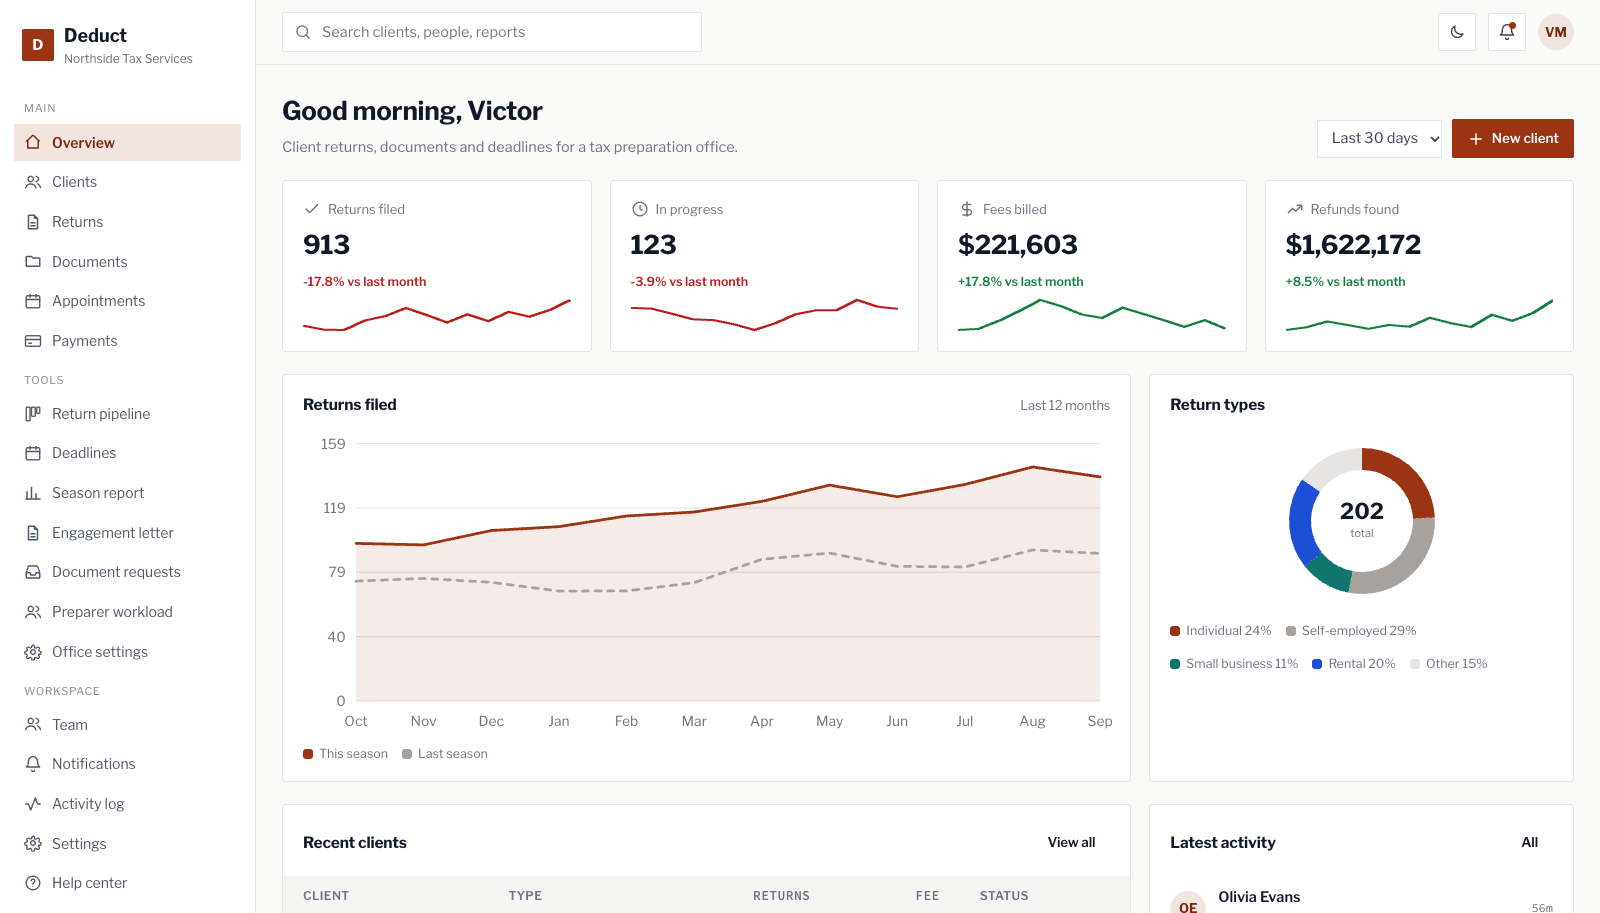 D
Deduct
Northside Tax Services
MAIN
Overview
Clients
Returns
Documents
Appointments
Payments
TOOLS
Return pipeline
Deadlines
Season report
Engagement letter
Document requests
Preparer workload
Office settings
WORKSPACE
Team
Notifications
Activity log
Settings
Help center
Search clients, people, reports
VM
Good morning, Victor
Client returns, documents and deadlines for a tax preparation office.
Last 30 days
New client
Returns filed
913
-17.8% vs last month
In progress
123
-3.9% vs last month
Fees billed
$221,603
+17.8% vs last month
Refunds found
$1,622,172
+8.5% vs last month
Returns filed
Last 12 months
159
119
79
40
0
Oct Nov Dec Jan Feb Mar Apr May Jun Jul Aug Sep
This season Last season
Return types
202
total
Individual 24% Self-employed 29%
Small business 11% Rental 20% Other 15%
Recent clients
View all
CLIENT TYPE RETURNS FEE STATUS
Latest activity
All
OE
Olivia Evans
56m